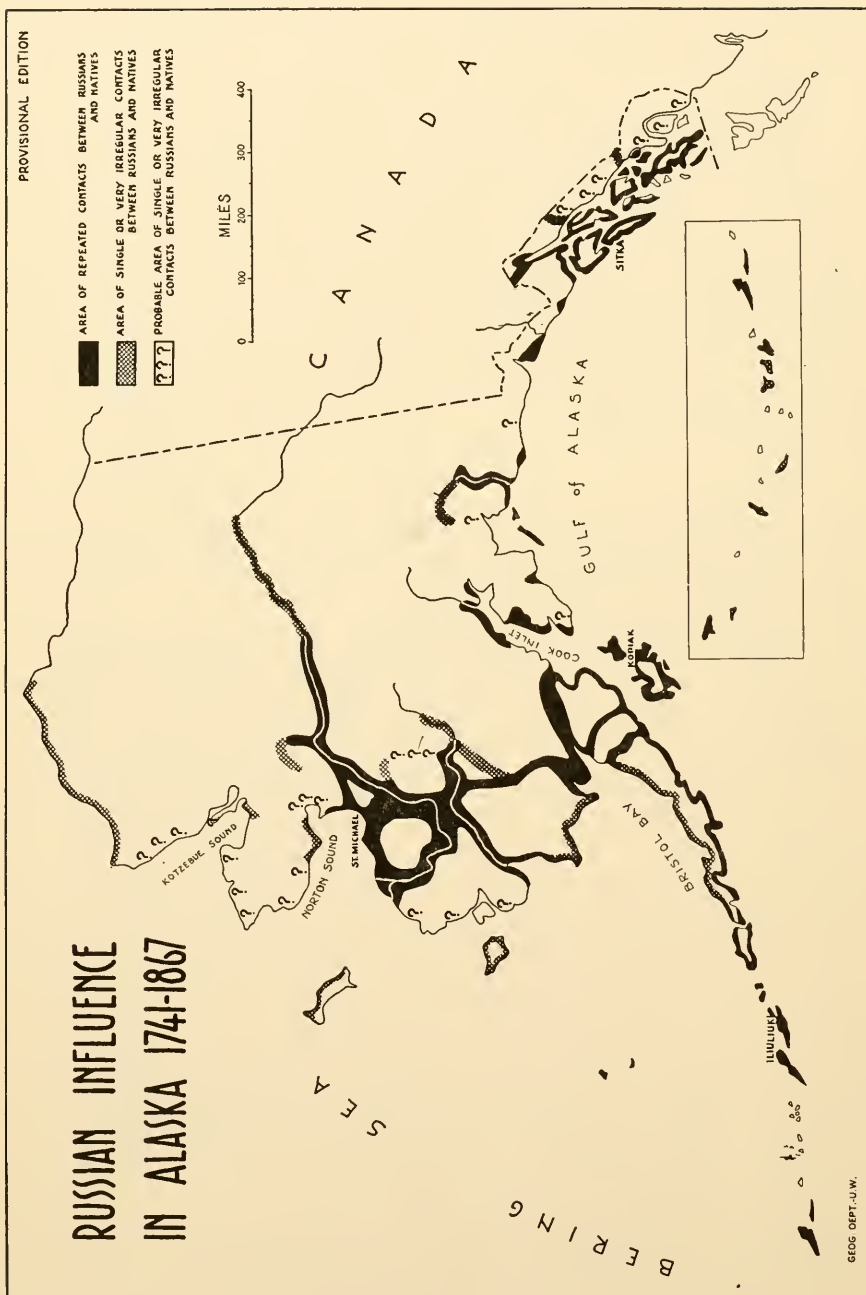 PROVISIONAL EDITION
RUSSIAN INFLUENCE
IN ALASKA 1741-1867
AREA OF REPEATED CONTACTS BETWEEN RUSSIANS
AND NATIVES
AREA OF SINGLE OR VERY IRREGULAR CONTACTS
BETWEEN RUSSIANS AND NATIVES
???
PROBABLE AREA OF SINGLE OR VERY IRREGULAR
CONTACTS BETWEEN RUSSIANS AND NATIVES
MILES
0 100 200 300 400
CANADA
KOTZEBUE SOUND
NORTON SOUND
ST. MICHAEL
BERING SEA
BRISTOL BAY
COOK INLET
KODIAK
GULF of ALASKA
SITKA
ILIULIUK
GEOG DEPT.-U.W.